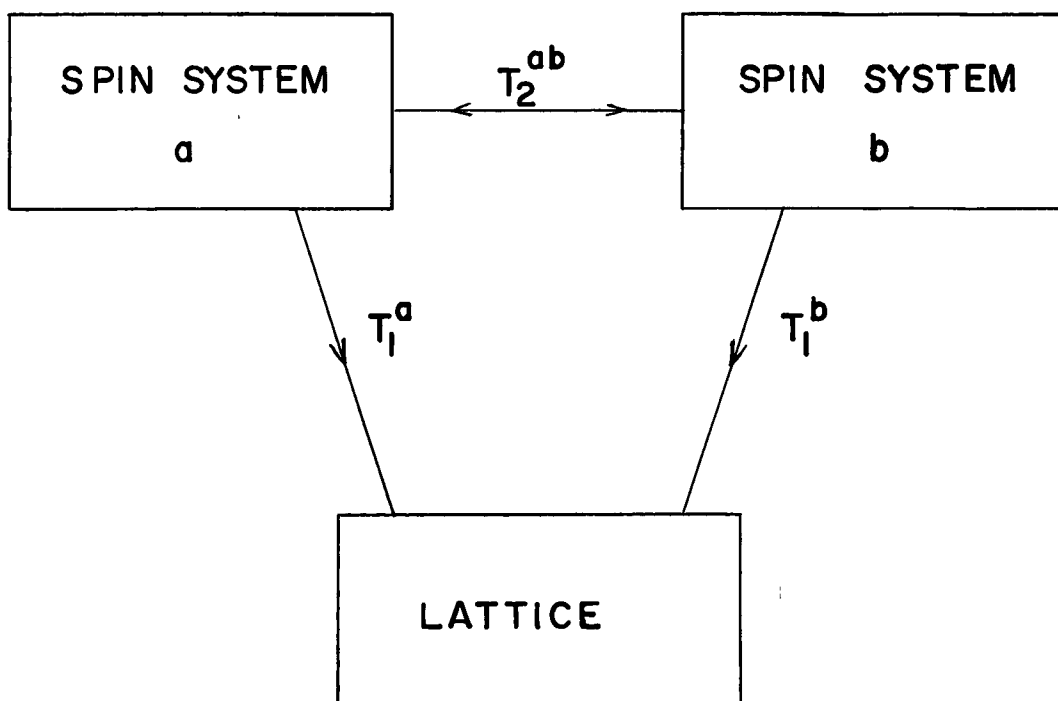 SPIN SYSTEM
a
T₂ᵃᵇ
SPIN SYSTEM
b
T₁ᵃ
T₁ᵇ
LATTICE